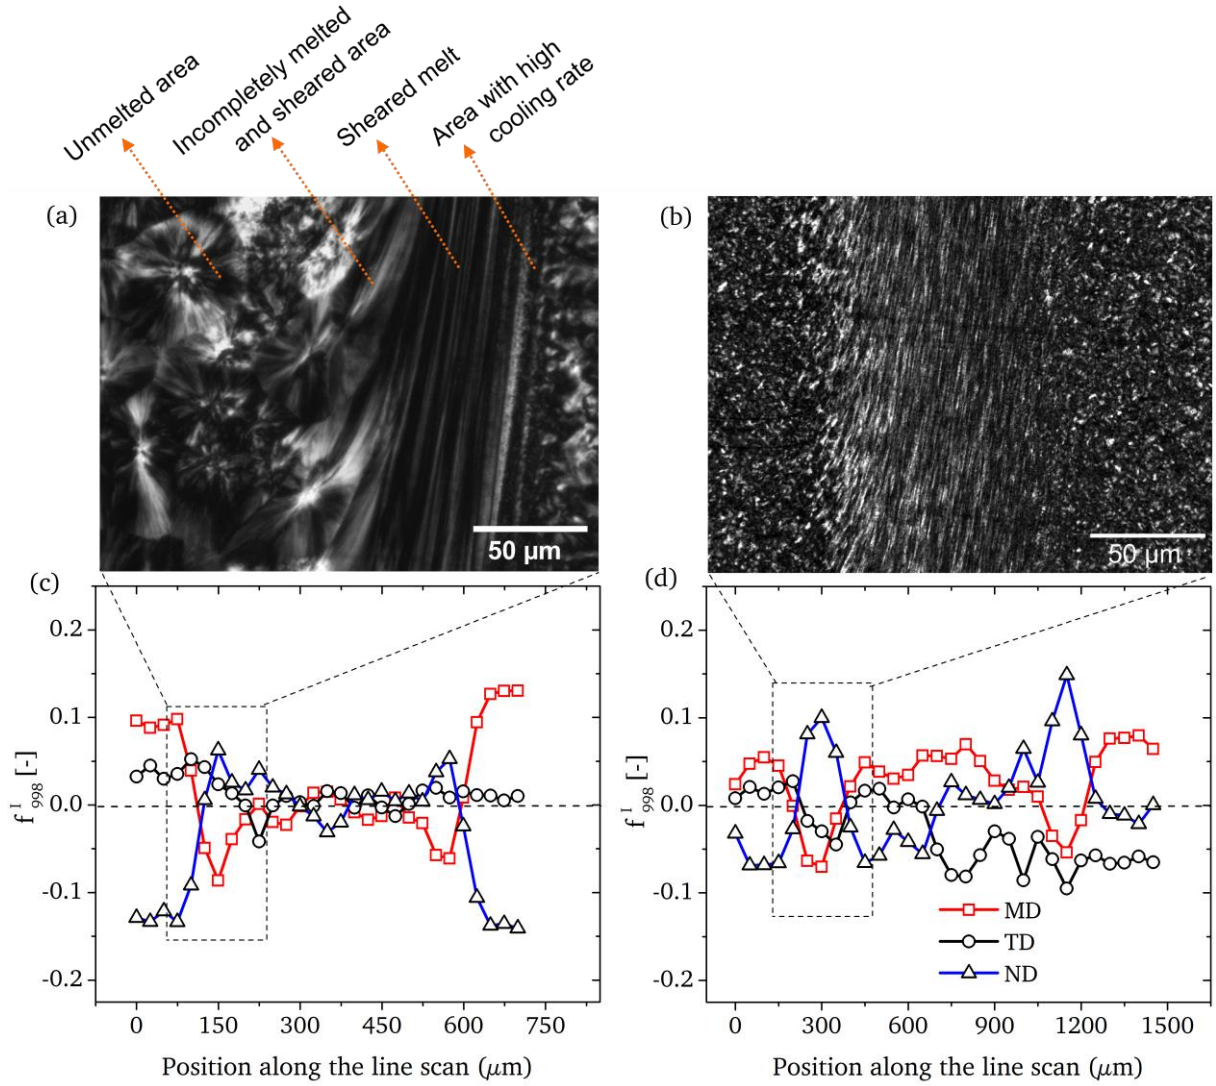 Unmelted area
Incompletely melted
and sheared area
Sheared melt
Area with high
cooling rate
(a)
50 µm
(b)
50 µm
(c)
f^I_998 [-]
0.2
0.1
0.0
-0.1
-0.2
0 150 300 450 600 750
Position along the line scan (µm)
(d)
f^I_998 [-]
0.2
0.1
0.0
-0.1
-0.2
MD
TD
ND
0 300 600 900 1200 1500
Position along the line scan (µm)